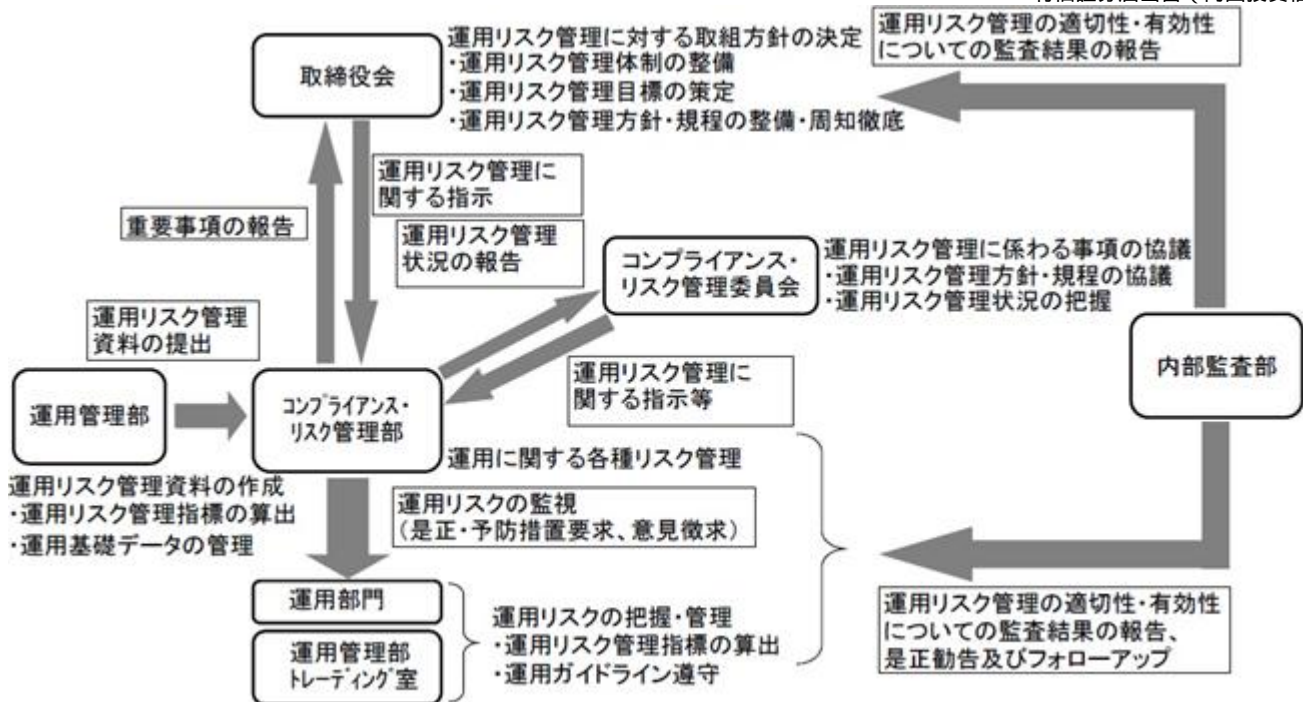 運用リスク管理に対する取組方針の決定
・運用リスク管理体制の整備
・運用リスク管理目標の策定
・運用リスク管理方針・規程の整備・周知徹底
取締役会
運用リスク管理の適切性・有効性
についての監査結果の報告
運用リスク管理に
関する指示
重要事項の報告
運用リスク管理
状況の報告
コンプライアンス・
リスク管理委員会
運用リスク管理に係わる事項の協議
・運用リスク管理方針・規程の協議
・運用リスク管理状況の把握
運用リスク管理
資料の提出
内部監査部
運用管理部
コンプライアンス・
リスク管理部
運用リスク管理に
関する指示等
運用に関する各種リスク管理
運用リスク管理資料の作成
・運用リスク管理指標の算出
・運用基礎データの管理
運用リスクの監視
(是正・予防措置要求、意見徴求)
運用部門
運用管理部
トレーディング室
運用リスクの把握・管理
・運用リスク管理指標の算出
・運用ガイドライン遵守
運用リスク管理の適切性・有効性
についての監査結果の報告、
是正勧告及びフォローアップ